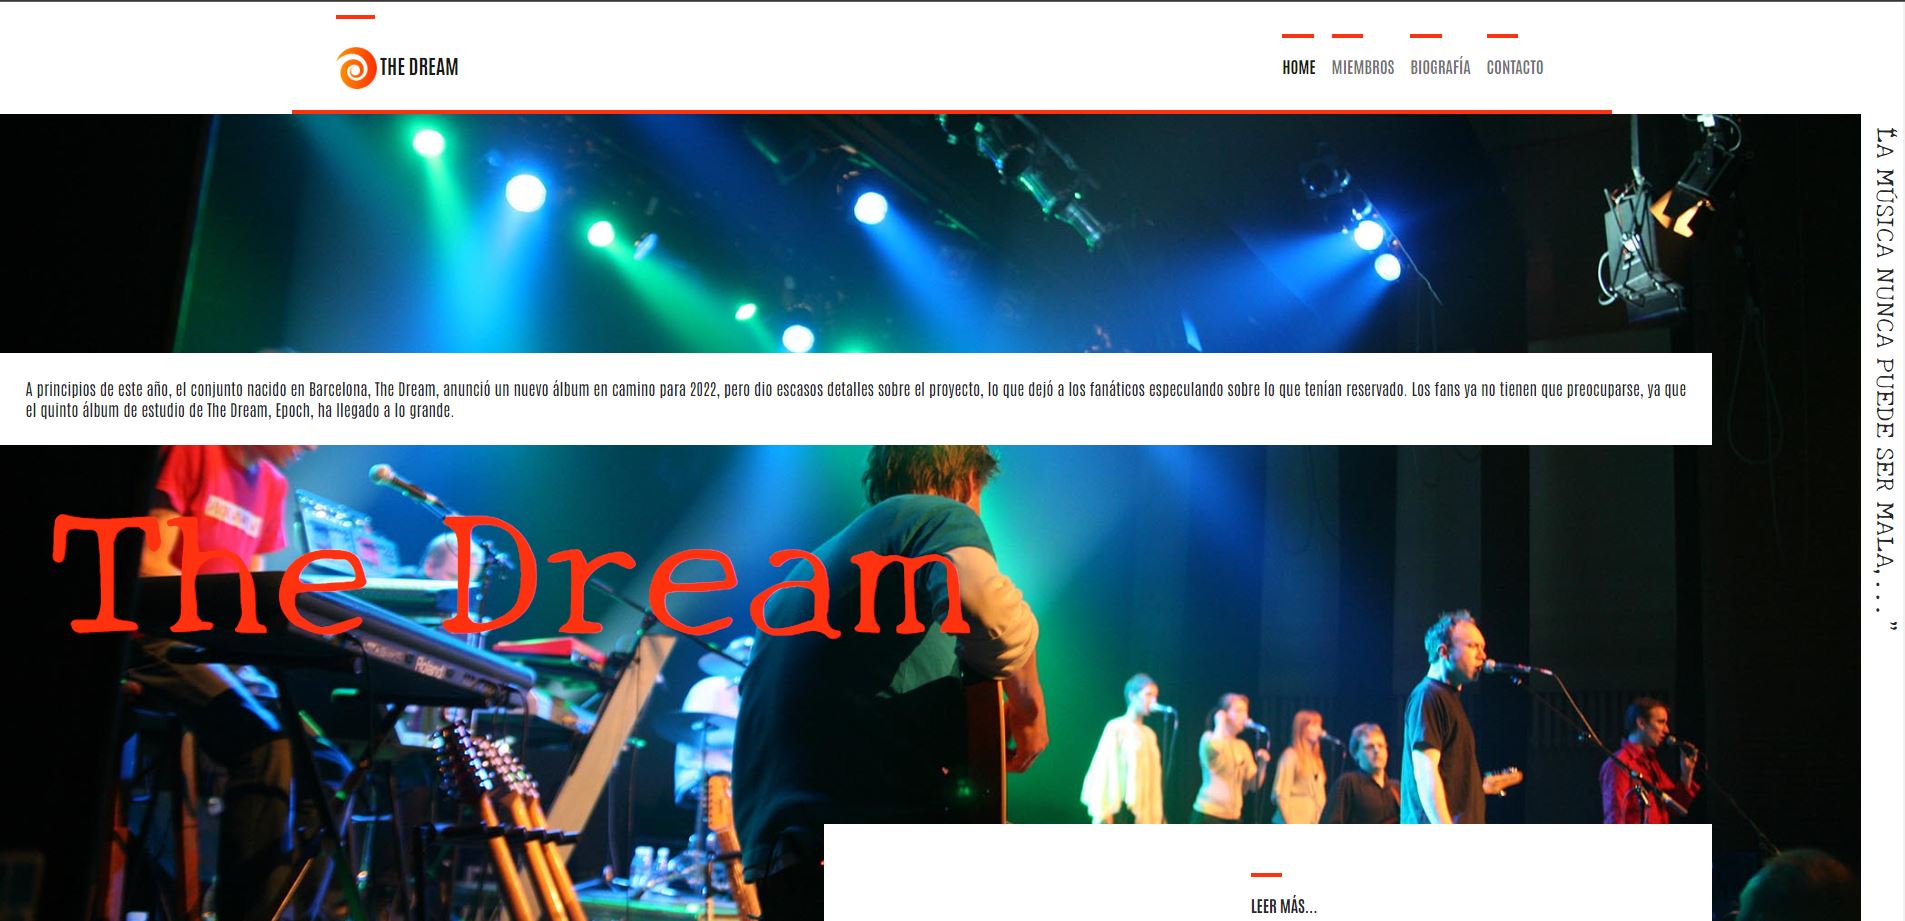 THE DREAM
HOME MIEMBROS BIOGRAFÍA CONTACTO
“LA MÚSICA NUNCA PUEDE SER MALA,... ”
A principios de este año, el conjunto nacido en Barcelona, The Dream, anunció un nuevo álbum en camino para 2022, pero dio escasos detalles sobre el proyecto, lo que dejó a los fanáticos especulando sobre lo que tenían reservado. Los fans ya no tienen que preocuparse, ya que
el quinto álbum de estudio de The Dream, Epoch, ha llegado a lo grande.
The Dream
Roland
LEER MÁS...